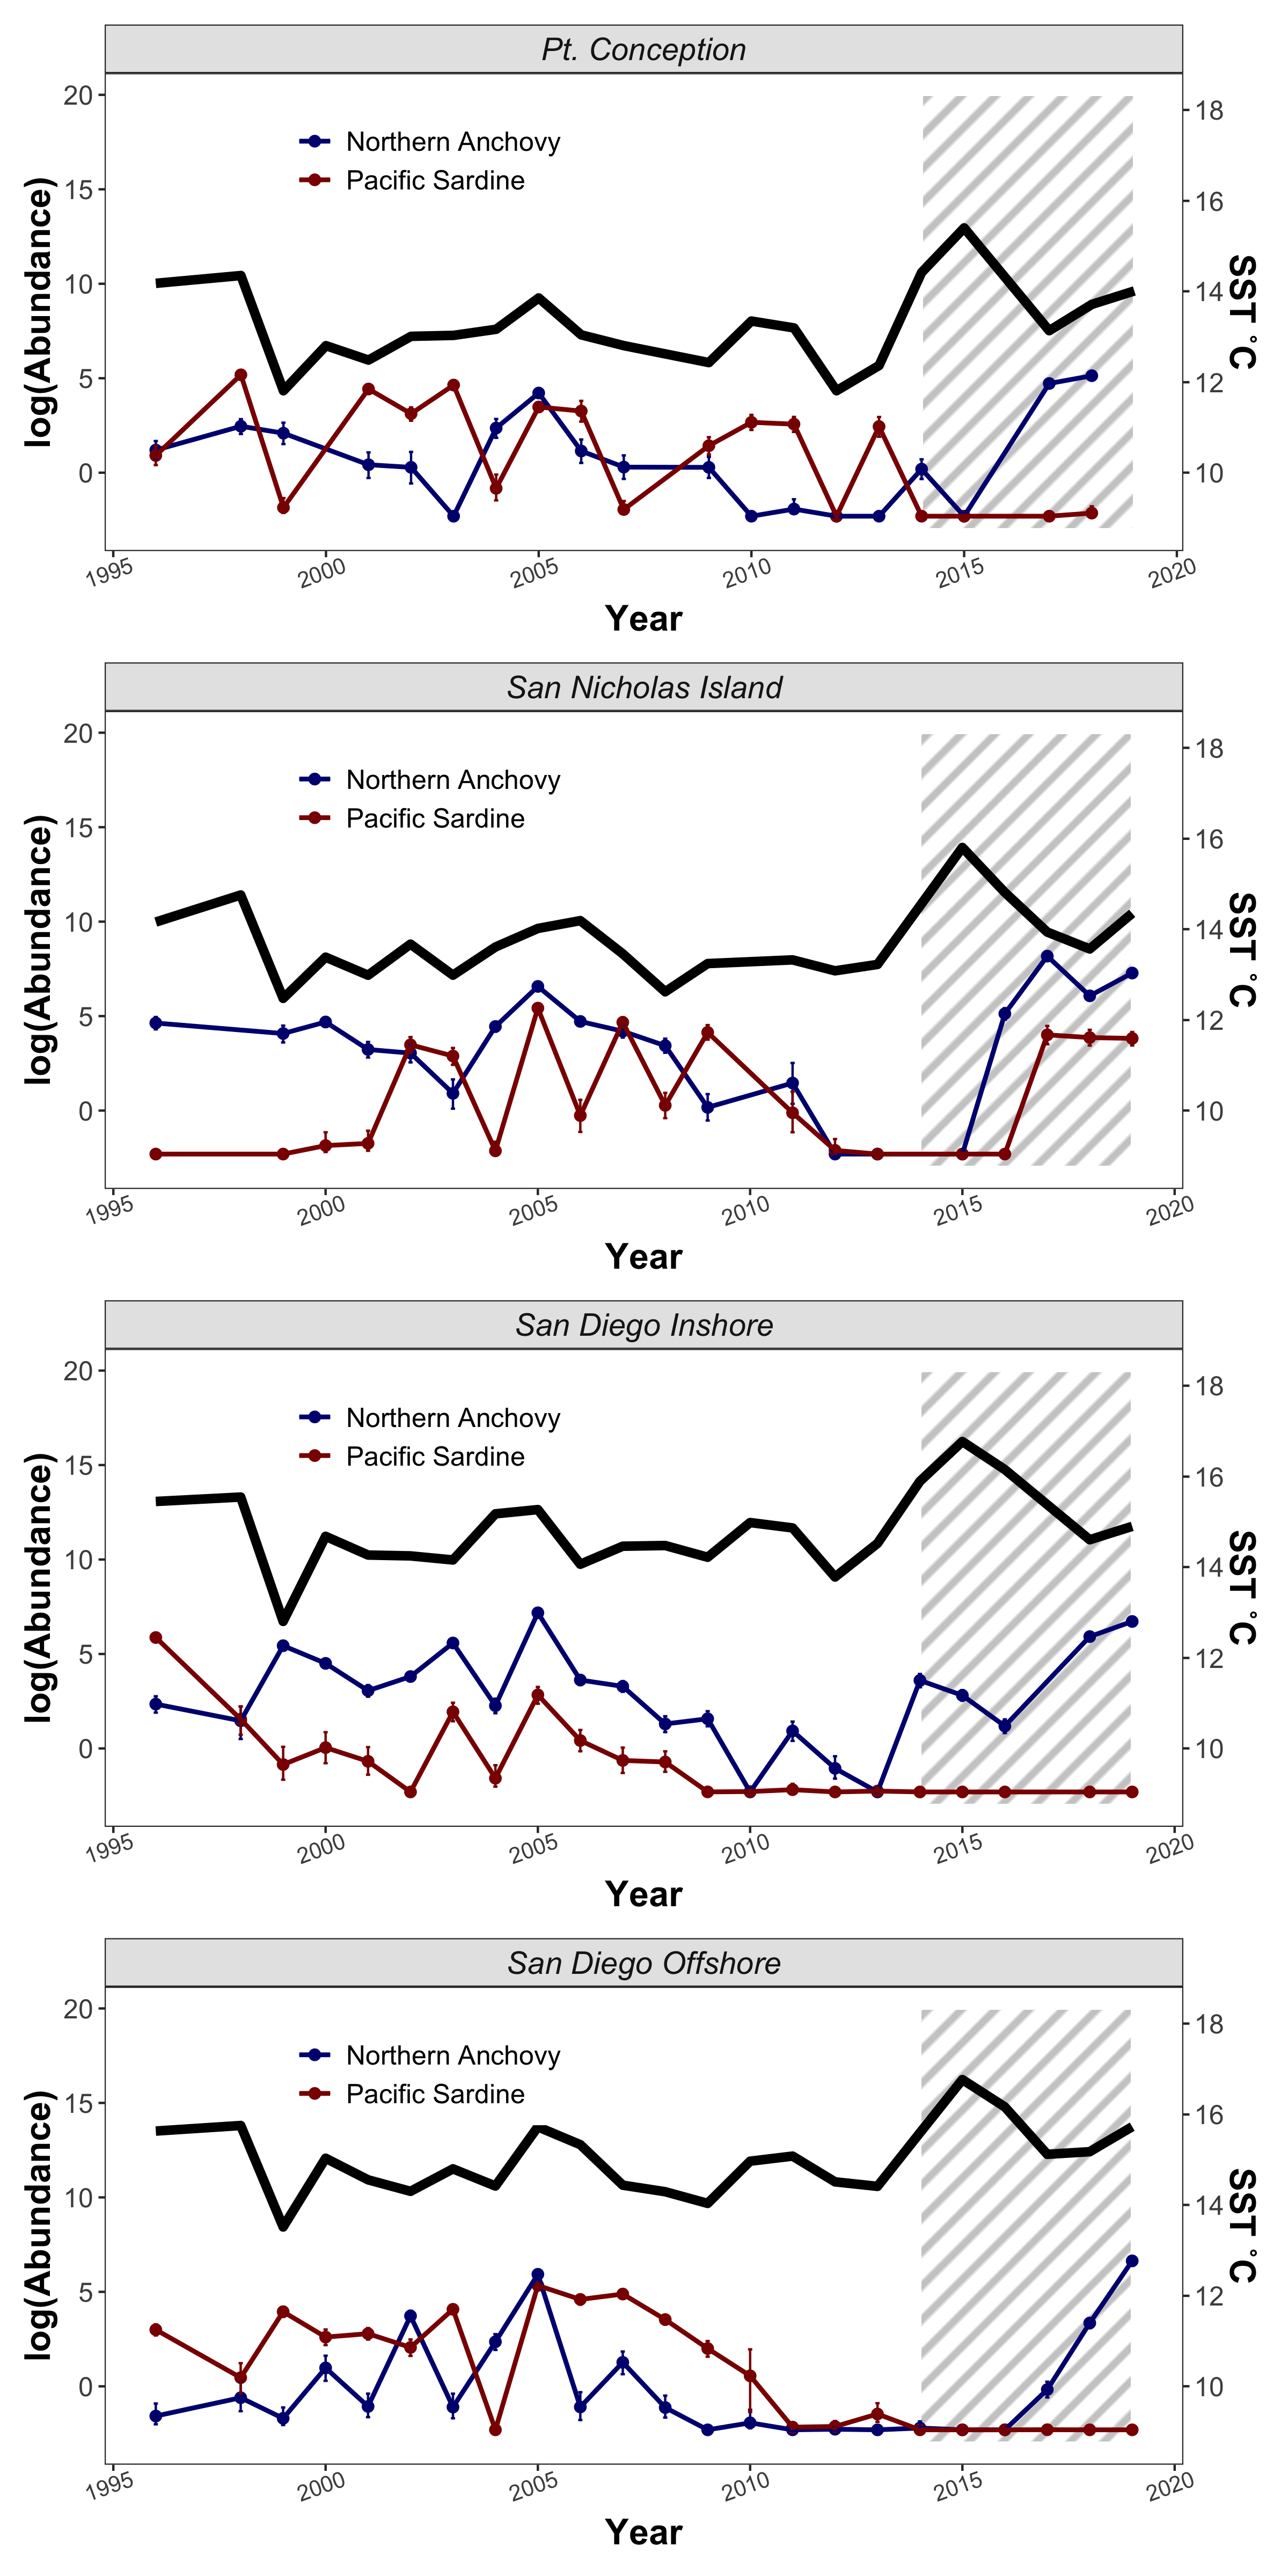 Pt. Conception
20
15
10
5
0
log(Abundance)
Northern Anchovy
Pacific Sardine
18
16
14
12
10
SST °C
1995
2000
2005
2010
2015
2020
Year
San Nicholas Island
20
15
10
5
0
log(Abundance)
Northern Anchovy
Pacific Sardine
18
16
14
12
10
SST °C
1995
2000
2005
2010
2015
2020
Year
San Diego Inshore
20
15
10
5
0
log(Abundance)
Northern Anchovy
Pacific Sardine
18
16
14
12
10
SST °C
1995
2000
2005
2010
2015
2020
Year
San Diego Offshore
20
15
10
5
0
log(Abundance)
Northern Anchovy
Pacific Sardine
18
16
14
12
10
SST °C
1995
2000
2005
2010
2015
2020
Year